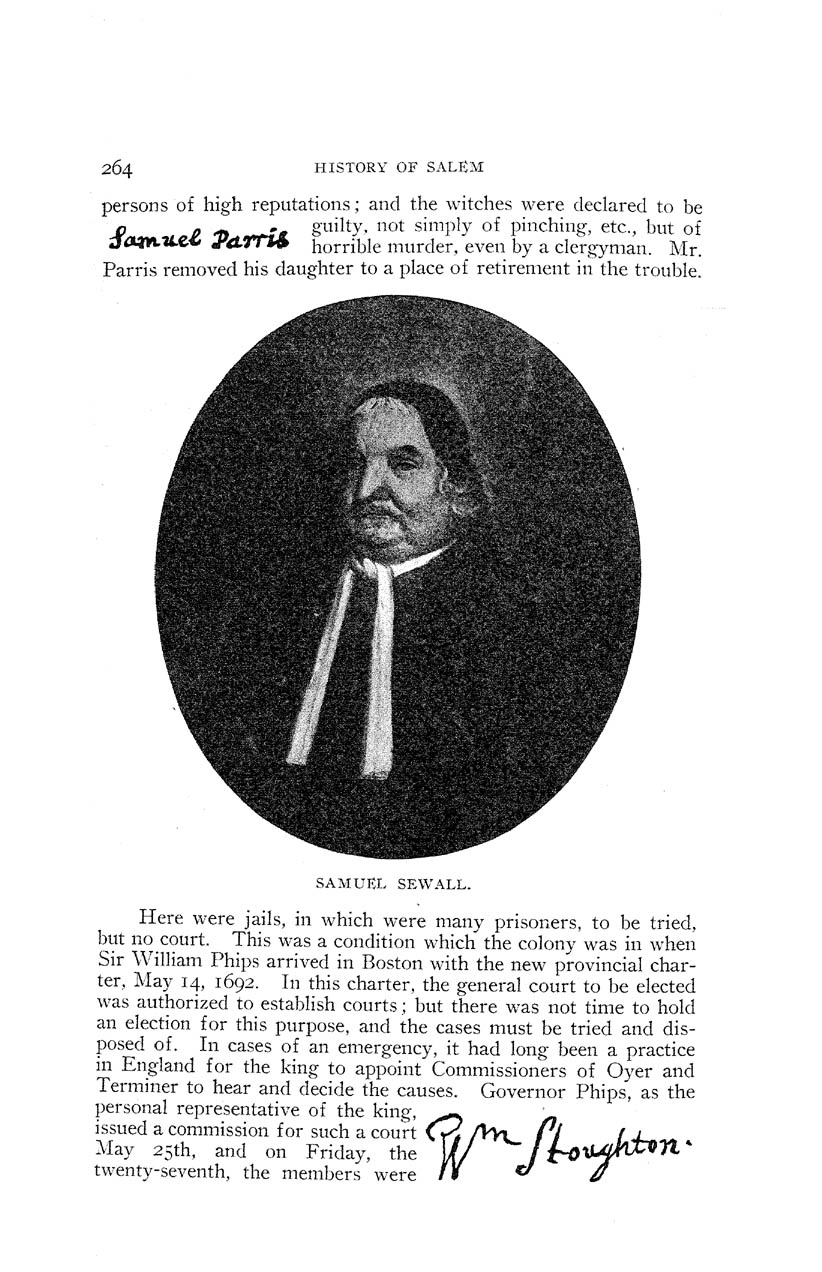 264 HISTORY OF SALEM
persons of high reputations; and the witches were declared to be
Samuel Parris guilty, not simply of pinching, etc., but of
horrible murder, even by a clergyman. Mr.
Parris removed his daughter to a place of retirement in the trouble.
SAMUEL SEWALL.
Here were jails, in which were many prisoners, to be tried,
but no court. This was a condition which the colony was in when
Sir William Phips arrived in Boston with the new provincial char-
ter, May 14, 1692. In this charter, the general court to be elected
was authorized to establish courts; but there was not time to hold
an election for this purpose, and the cases must be tried and dis-
posed of. In cases of an emergency, it had long been a practice
in England for the king to appoint Commissioners of Oyer and
Terminer to hear and decide the causes. Governor Phips, as the
personal representative of the king,
issued a commission for such a court
May 25th, and on Friday, the
twenty-seventh, the members were
Wm Stoughton.